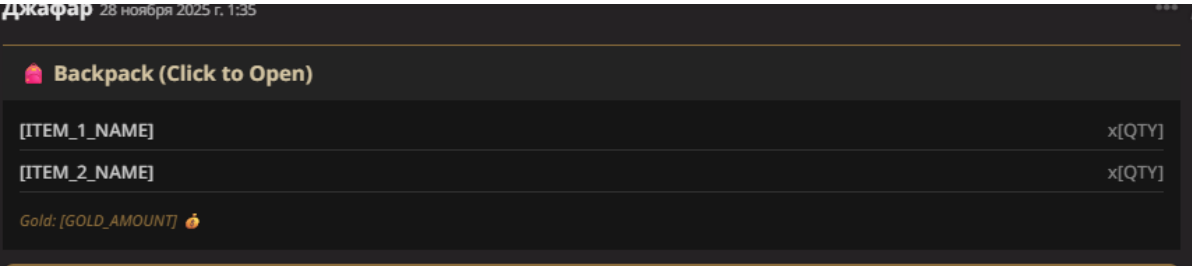 Джафар 28 ноября 2025 г. 1:35
Backpack (Click to Open)
[ITEM_1_NAME] x[QTY]
[ITEM_2_NAME] x[QTY]
Gold: [GOLD_AMOUNT] 💰